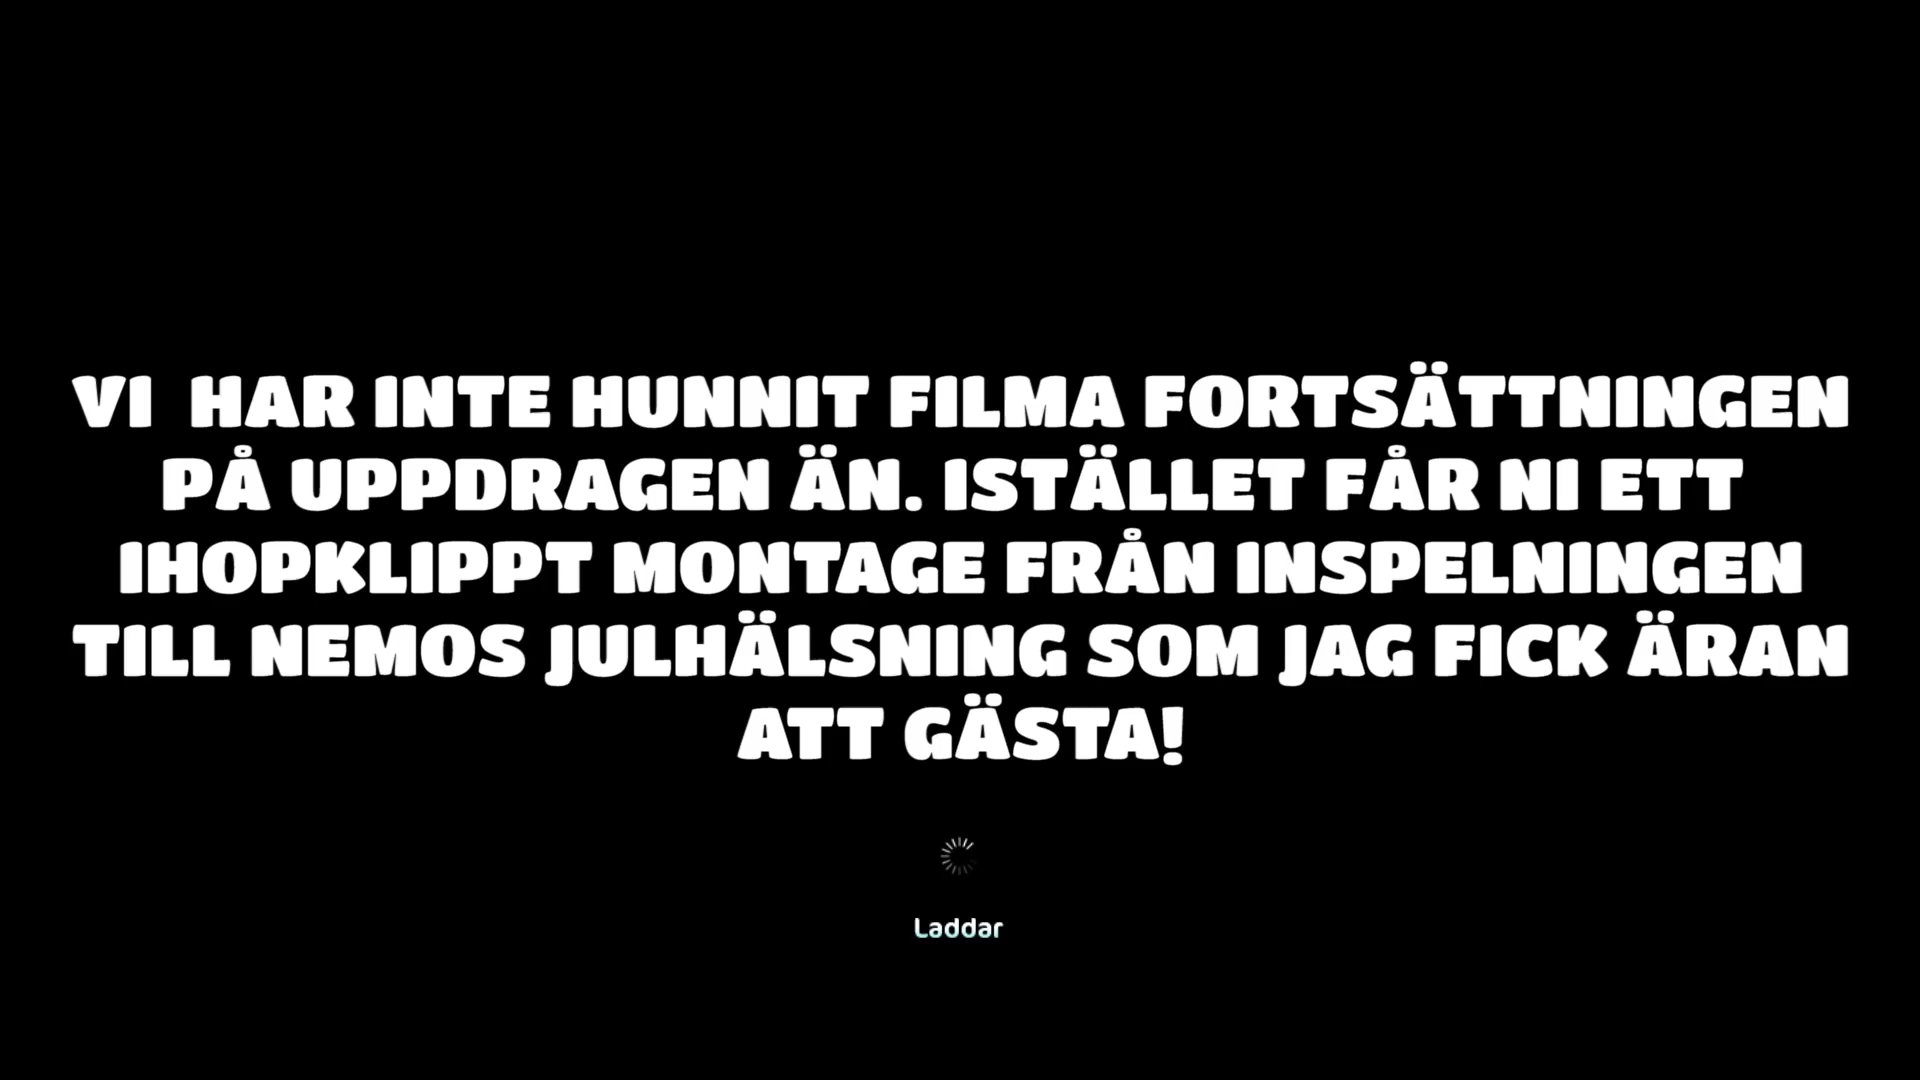 VI HAR INTE HUNNIT FILMA FORTSÄTTNINGEN
PÅ UPPDRAGEN ÄN. ISTÄLLET FÅR NI ETT
IHOPKLIPPT MONTAGE FRÅN INSPELNINGEN
TILL NEMOS JULHÄLSNING SOM JAG FICK ÄRAN
ATT GÄSTA!
Laddar